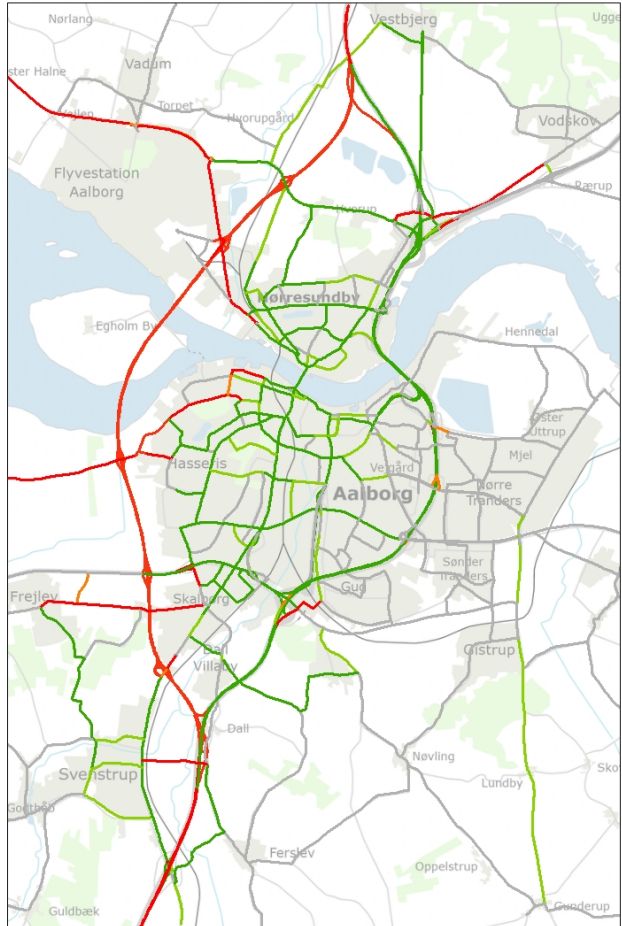 Nørlang
Vestbjerg
Ugge
ster Halne
Vadum
Torpet
Hvorupgård
Vodskov
Flyvestation
Aalborg
Rærup
Hvorup
Nørresundby
Egholm By
Hennedal
Øster
Uttrup
Mjel
Hasseris
Vejgård
Aalborg
Nørre
Tranders
Sønder
Tranders
Gug
Frejlev
Skalborg
Gistrup
Dall
Villaby
Dall
Nøvling
Svenstrup
Lundby
Sko
Godthåb
Ferslev
Oppelstrup
Guldbæk
Gunderup